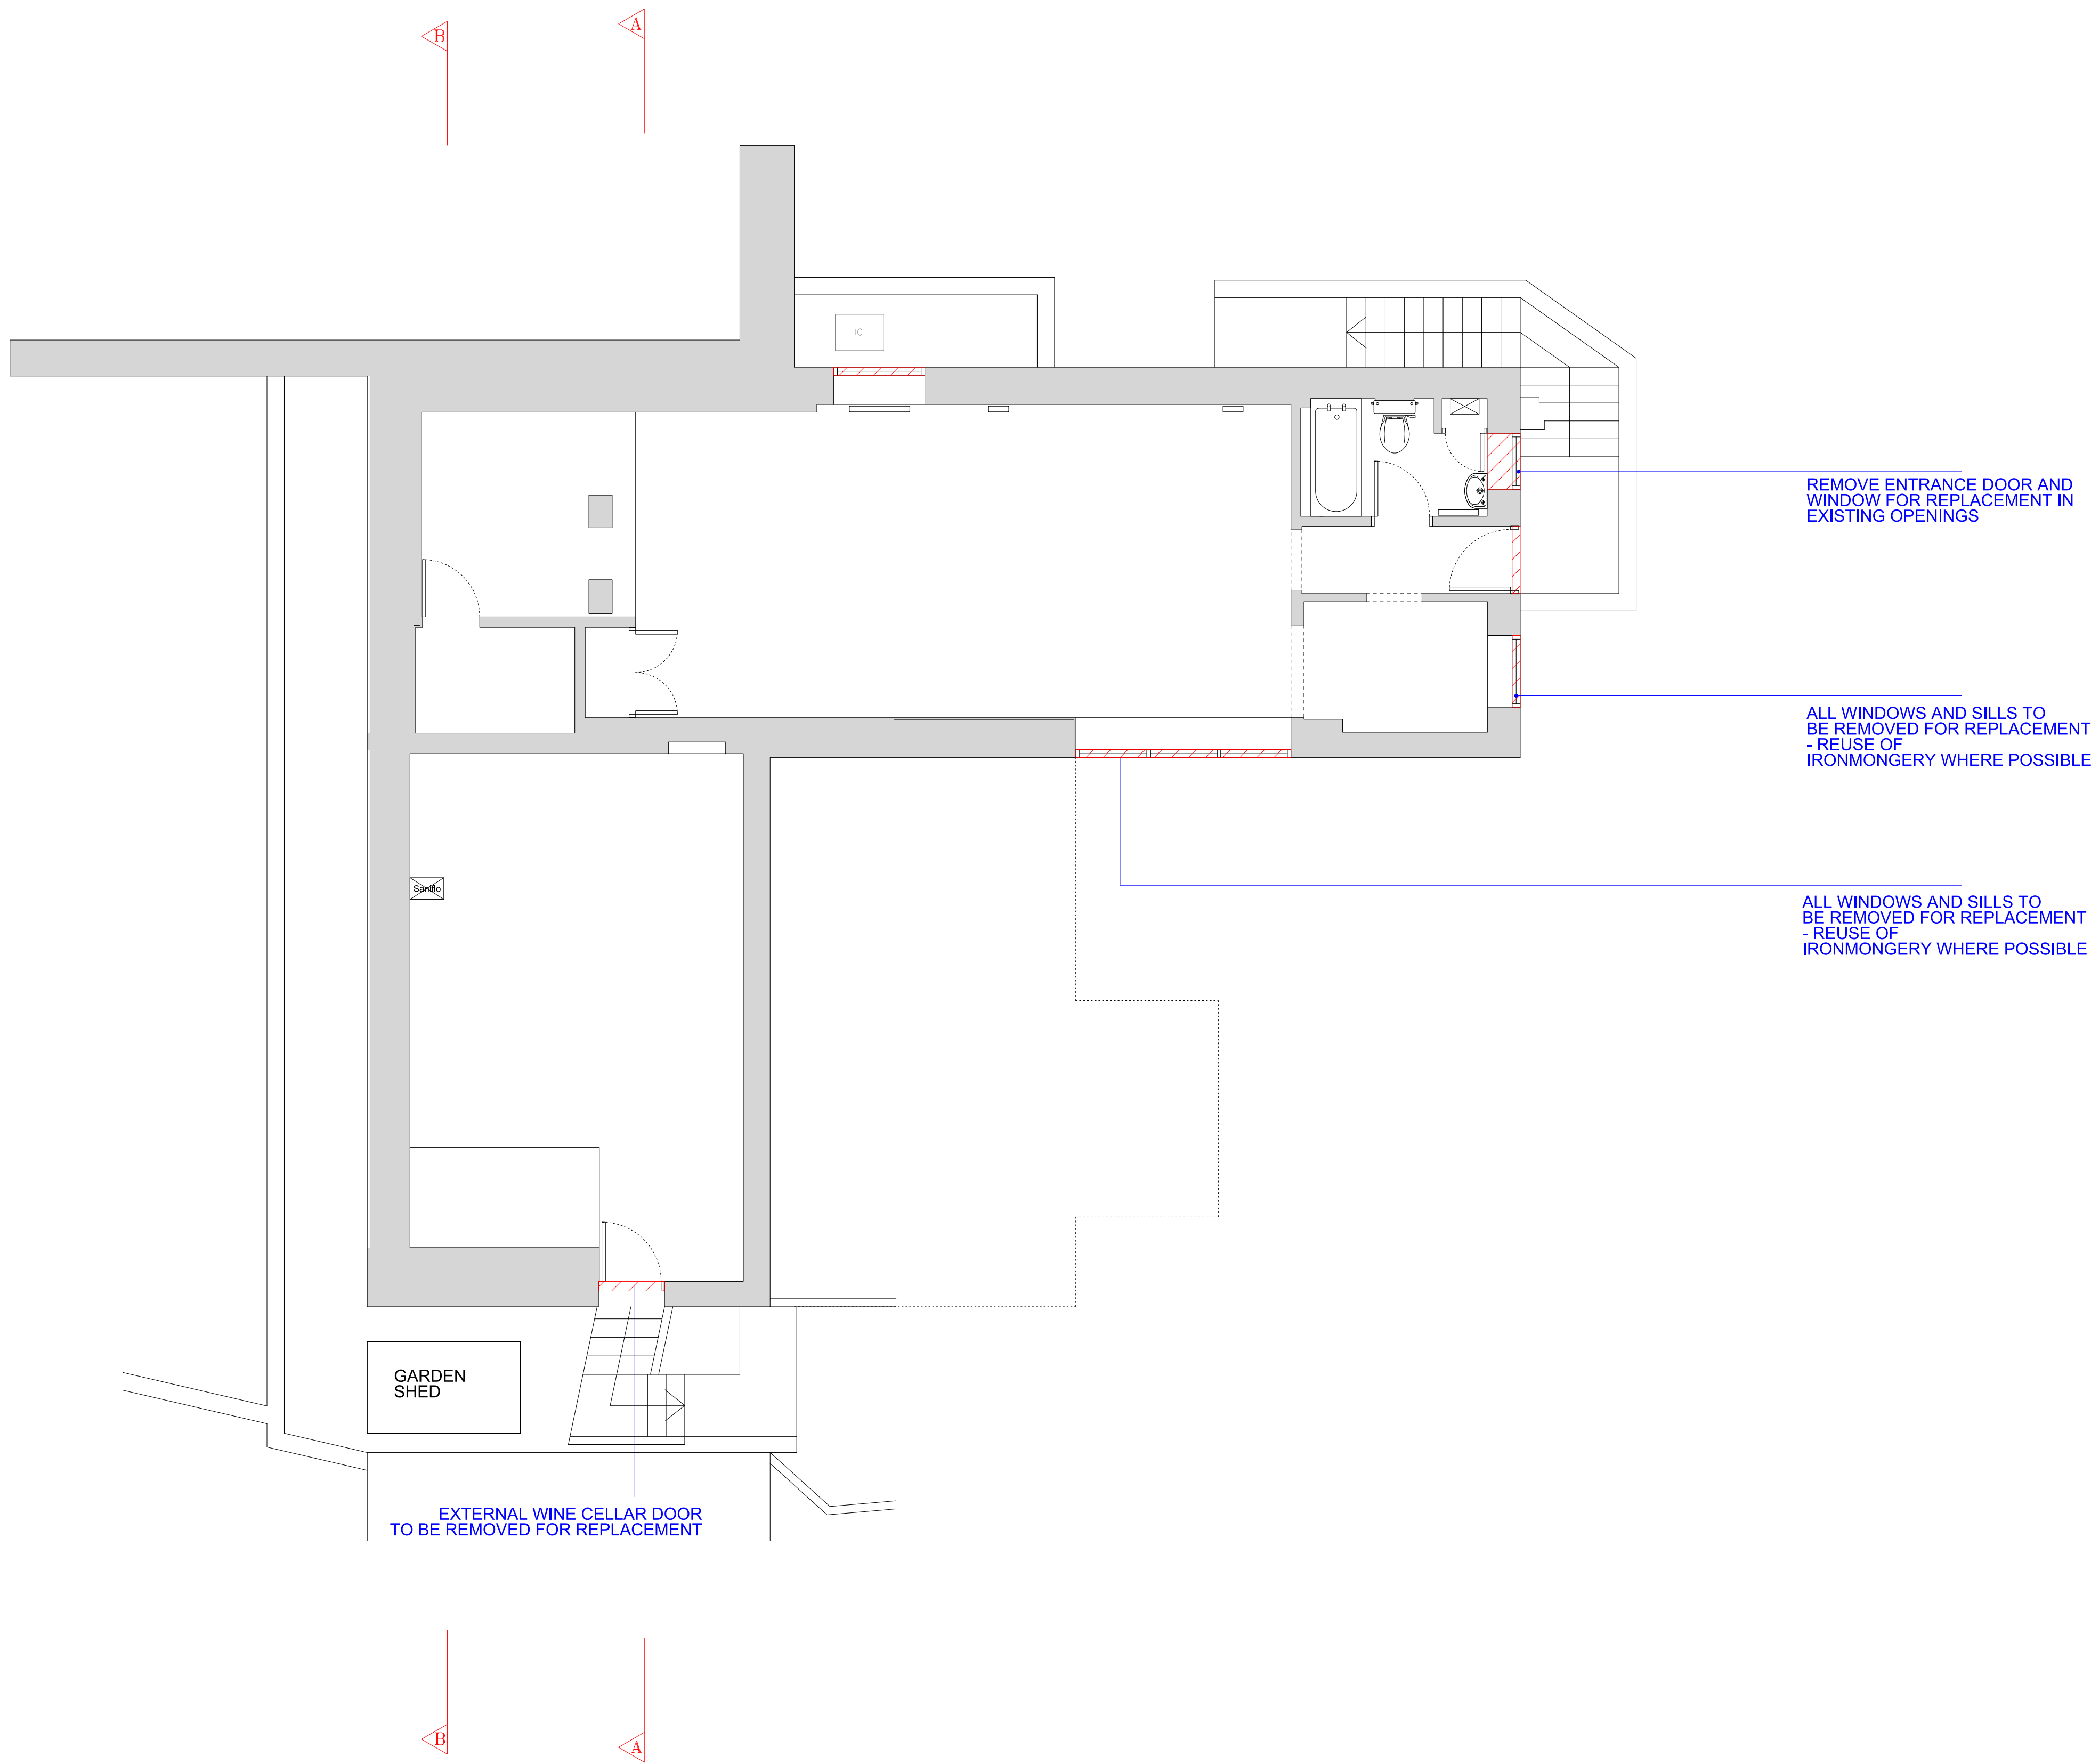 B
A
IC
REMOVE ENTRANCE DOOR AND
WINDOW FOR REPLACEMENT IN
EXISTING OPENINGS
ALL WINDOWS AND SILLS TO
BE REMOVED FOR REPLACEMENT
- REUSE OF
IRONMONGERY WHERE POSSIBLE
Saniflo
ALL WINDOWS AND SILLS TO
BE REMOVED FOR REPLACEMENT
- REUSE OF
IRONMONGERY WHERE POSSIBLE
GARDEN
SHED
EXTERNAL WINE CELLAR DOOR
TO BE REMOVED FOR REPLACEMENT
B
A